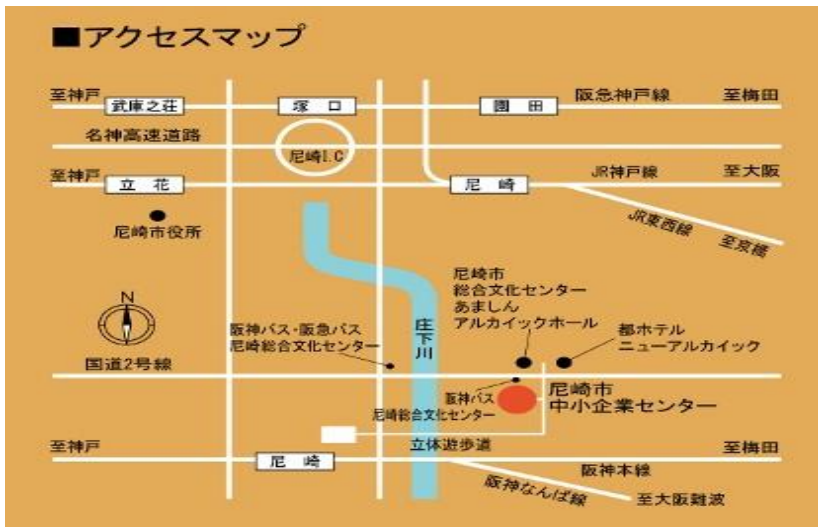 ■アクセスマップ
至神戸
武庫之荘
塚口
園田
阪急神戸線
至梅田
名神高速道路
尼崎I.C
至神戸
立花
尼崎
JR神戸線
至大阪
JR東西線
至京橋
尼崎市役所
N
尼崎市
総合文化センター
あましん
アルカイックホール
阪神バス・阪急バス
尼崎総合文化センター
庄下川
都ホテル
ニューアルカイック
国道2号線
阪神バス
尼崎総合文化センター
尼崎市
中小企業センター
立体遊歩道
至神戸
尼崎
阪神本線
至梅田
阪神なんば線
至大阪難波